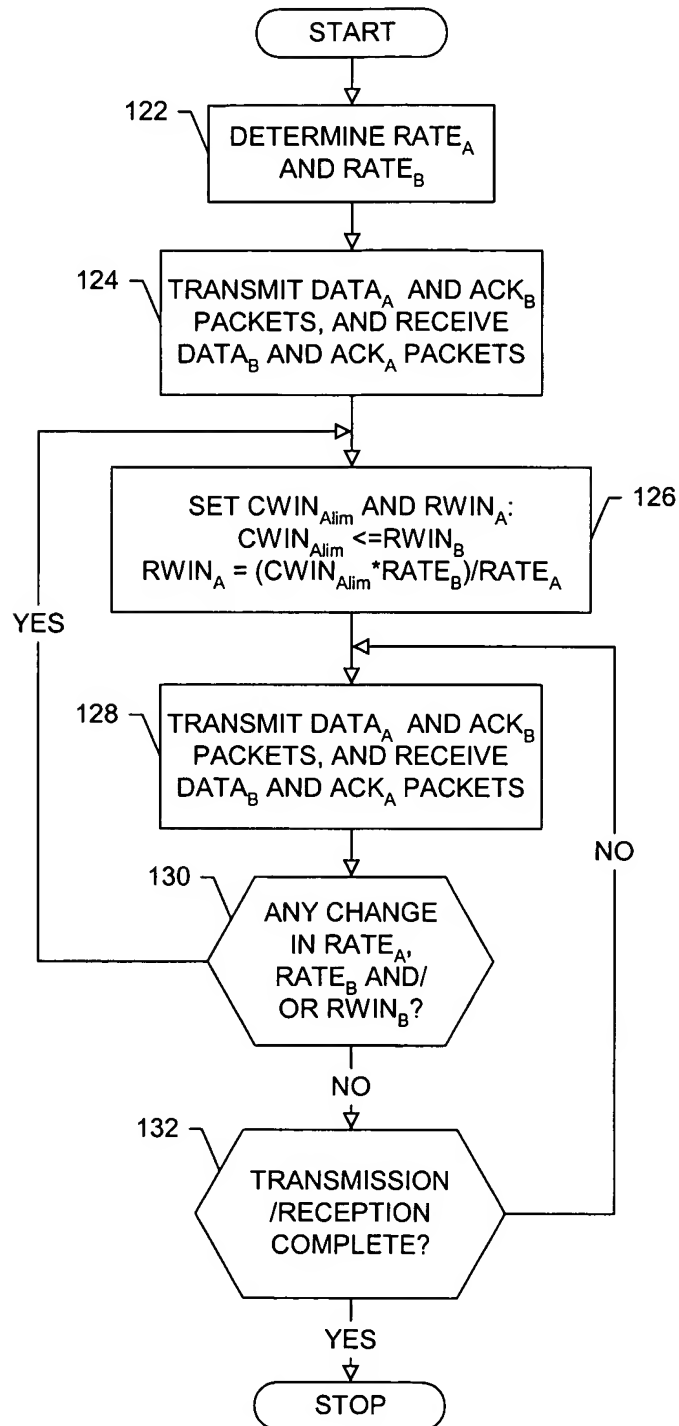 START
122
DETERMINE RATE_A
AND RATE_B
124
TRANSMIT DATA_A AND ACK_B
PACKETS, AND RECEIVE
DATA_B AND ACK_A PACKETS
126
SET CWIN_Alim AND RWIN_A:
CWIN_Alim <=RWIN_B
RWIN_A = (CWIN_Alim*RATE_B)/RATE_A
YES
128
TRANSMIT DATA_A AND ACK_B
PACKETS, AND RECEIVE
DATA_B AND ACK_A PACKETS
NO
130
ANY CHANGE
IN RATE_A,
RATE_B AND/
OR RWIN_B?
NO
132
TRANSMISSION
/RECEPTION
COMPLETE?
YES
STOP